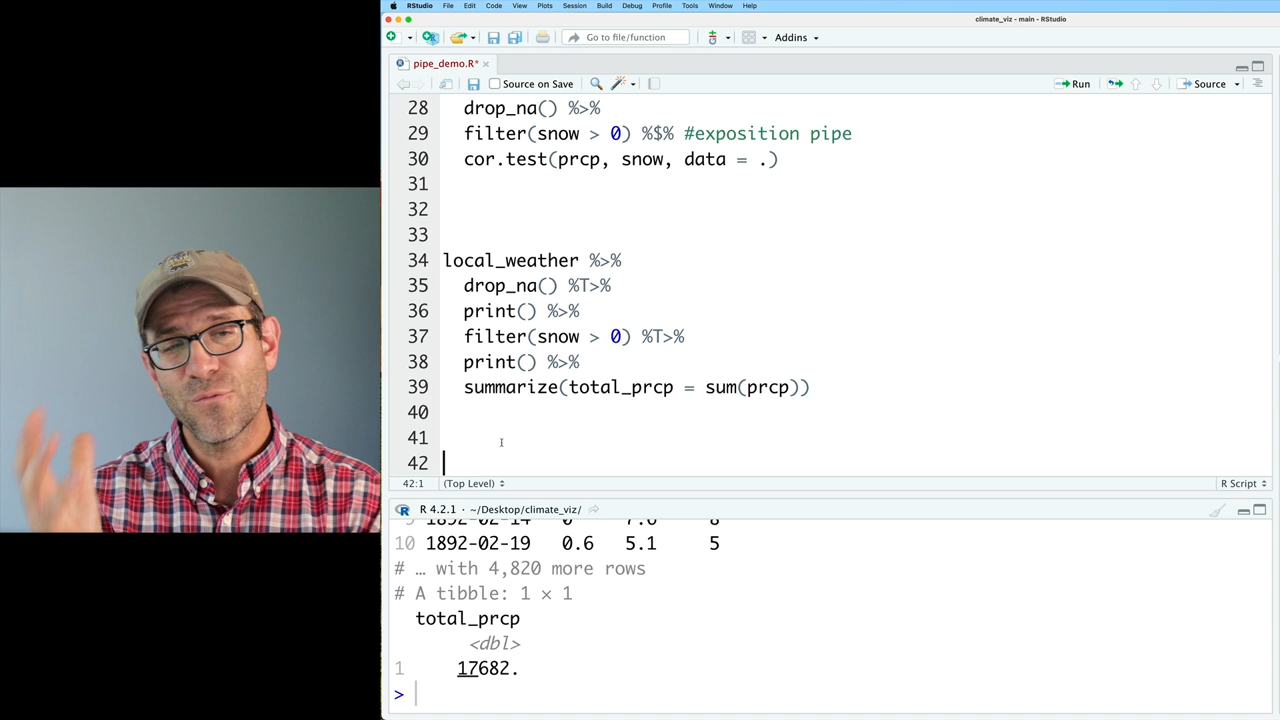 RStudio File Edit Code View Plots Session Build Debug Profile Tools Window Help
climate_viz - main - RStudio
Go to file/function Addins
pipe_demo.R*
Source on Save Run Source
28 drop_na() %>%
29 filter(snow > 0) %$% #exposition pipe
30 cor.test(prcp, snow, data = .)
31
32
33
34 local_weather %>%
35 drop_na() %T>%
36 print() %>%
37 filter(snow > 0) %T>%
38 print() %>%
39 summarize(total_prcp = sum(prcp))
40
41
42
42:1 (Top Level) R Script
R 4.2.1 · ~/Desktop/climate_viz/
9 1892-02-14 0 7.6 8
10 1892-02-19 0.6 5.1 5
# … with 4,820 more rows
# A tibble: 1 × 1
total_prcp
<dbl>
1 17682.
>